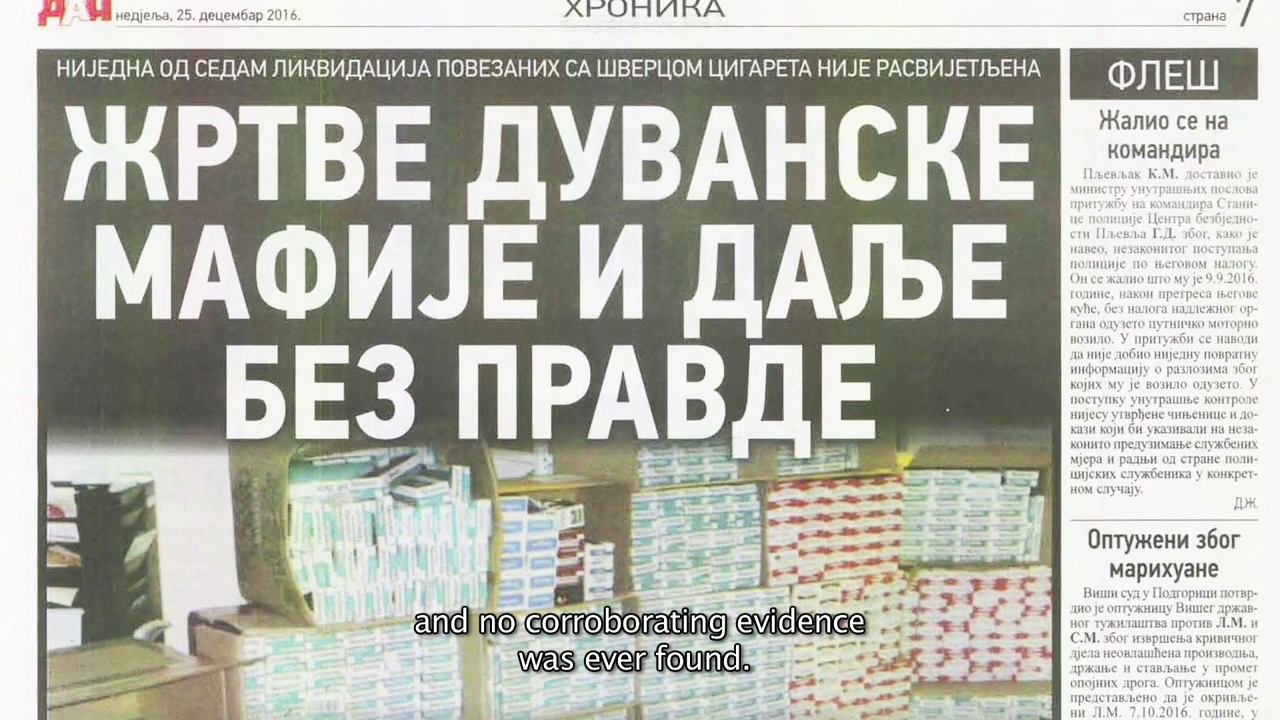 ДАН
недјеља, 25. децембар 2016.
ХРОНИКА
страна 7
НИЈЕДНА ОД СЕДАМ ЛИКВИДАЦИЈА ПОВЕЗАНИХ СА ШВЕРЦОМ ЦИГАРЕТА НИЈЕ РАСВИЈЕТЉЕНА
ЖРТВЕ ДУВАНСКЕ
МАФИЈЕ И ДАЉЕ
БЕЗ ПРАВДЕ
ФЛЕШ
Жалио се на
командира
Пљевљак К.М. доставио је
министру унутрашњих послова
притужбу на командира Стани-
це полиције Центра безбједно-
сти Пљевља Г.Д. због, како је
навео, незаконитог поступања
полиције по његовом налогу.
Он се жалио што му је 9.9.2016.
године, након претреса његове
куће, без налога надлежног ор-
гана одузето путничко моторно
возило. У притужби се наводи
да није добио ниједну повратну
информацију о разлозима због
којих му је возило одузето. У
поступку унутрашње контроле
нијесу утврђене чињенице и до-
кази који би указивали на неза-
конито предузимање службених
мјера и радњи од стране поли-
цијских службеника у конкрет-
ном случају.
Д.Ж.
Оптужени због
марихуане
Виши суд у Подгорици потвр-
дио је оптужницу Вишег држав-
ног тужилаштва против Л.М. и
С.М. због извршења кривичног
дјела неовлашћена производња,
држање и стављање у промет
опојних дрога. Оптужницом је
представљено да је окривље-
ни Л.М. 7.10.2016. године, у
and no corroborating evidence
was ever found.